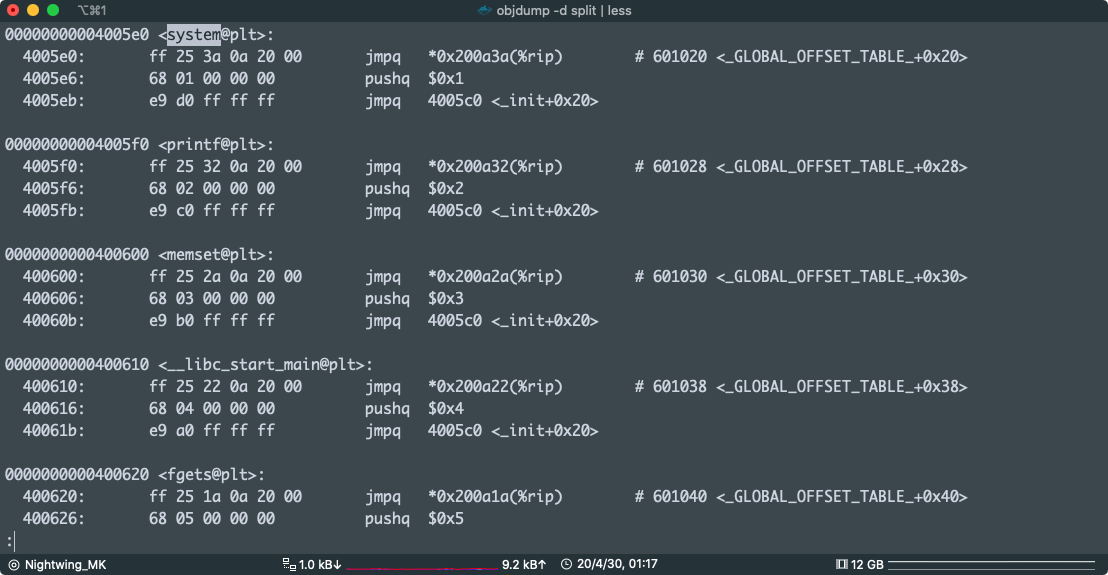 ⌥⌘1 objdump -d split | less
00000000004005e0 <system@plt>:
  4005e0:       ff 25 3a 0a 20 00       jmpq   *0x200a3a(%rip)        # 601020 <_GLOBAL_OFFSET_TABLE_+0x20>
  4005e6:       68 01 00 00 00          pushq  $0x1
  4005eb:       e9 d0 ff ff ff          jmpq   4005c0 <_init+0x20>

00000000004005f0 <printf@plt>:
  4005f0:       ff 25 32 0a 20 00       jmpq   *0x200a32(%rip)        # 601028 <_GLOBAL_OFFSET_TABLE_+0x28>
  4005f6:       68 02 00 00 00          pushq  $0x2
  4005fb:       e9 c0 ff ff ff          jmpq   4005c0 <_init+0x20>

0000000000400600 <memset@plt>:
  400600:       ff 25 2a 0a 20 00       jmpq   *0x200a2a(%rip)        # 601030 <_GLOBAL_OFFSET_TABLE_+0x30>
  400606:       68 03 00 00 00          pushq  $0x3
  40060b:       e9 b0 ff ff ff          jmpq   4005c0 <_init+0x20>

0000000000400610 <__libc_start_main@plt>:
  400610:       ff 25 22 0a 20 00       jmpq   *0x200a22(%rip)        # 601038 <_GLOBAL_OFFSET_TABLE_+0x38>
  400616:       68 04 00 00 00          pushq  $0x4
  40061b:       e9 a0 ff ff ff          jmpq   4005c0 <_init+0x20>

0000000000400620 <fgets@plt>:
  400620:       ff 25 1a 0a 20 00       jmpq   *0x200a1a(%rip)        # 601040 <_GLOBAL_OFFSET_TABLE_+0x40>
  400626:       68 05 00 00 00          pushq  $0x5
:
Nightwing_MK 1.0 kB↓ 9.2 kB↑ 20/4/30, 01:17 12 GB